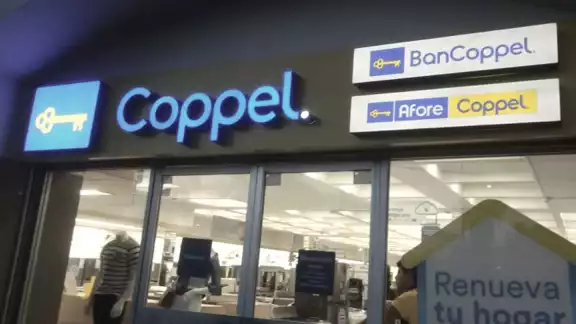 Coppel.
BanCoppel
Afore Coppel
Renueva
tu hogar